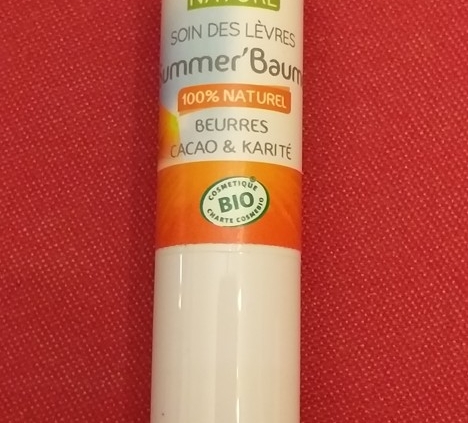 NATURE
SOIN DES LÈVRES
ummer'Baum
100% NATUREL
BEURRES
CACAO & KARITÉ
COSMETIQUE
BIO
CHARTE COSMEBIO